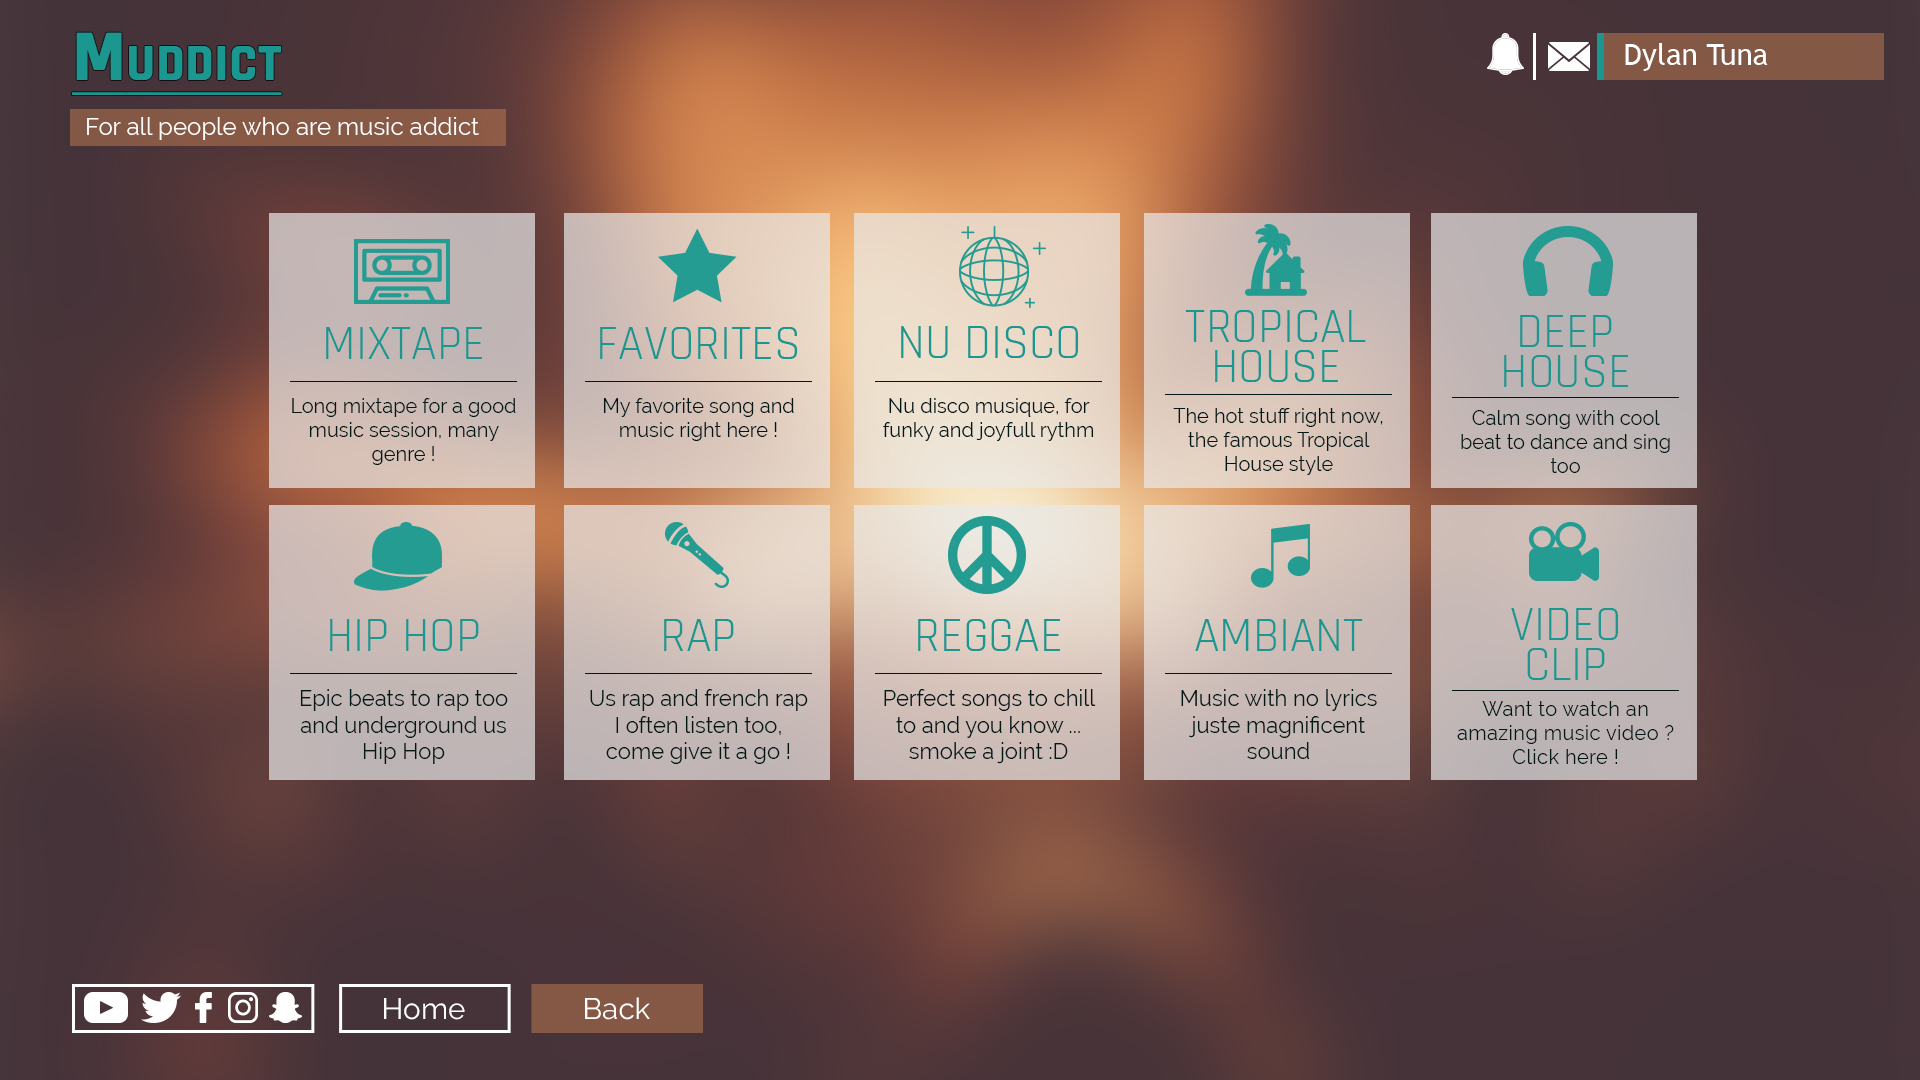 MUDDICT
For all people who are music addict
Dylan Tuna
MIXTAPE
Long mixtape for a good
music session, many
genre !
FAVORITES
My favorite song and
music right here !
NU DISCO
Nu disco musique, for
funky and joyfull rythm
TROPICAL
HOUSE
The hot stuff right now,
the famous Tropical
House style
DEEP
HOUSE
Calm song with cool
beat to dance and sing
too
HIP HOP
Epic beats to rap too
and underground us
Hip Hop
RAP
Us rap and french rap
I often listen too,
come give it a go !
REGGAE
Perfect songs to chill
to and you know ...
smoke a joint :D
AMBIANT
Music with no lyrics
juste magnificent
sound
VIDEO
CLIP
Want to watch an
amazing music video ?
Click here !
Home
Back